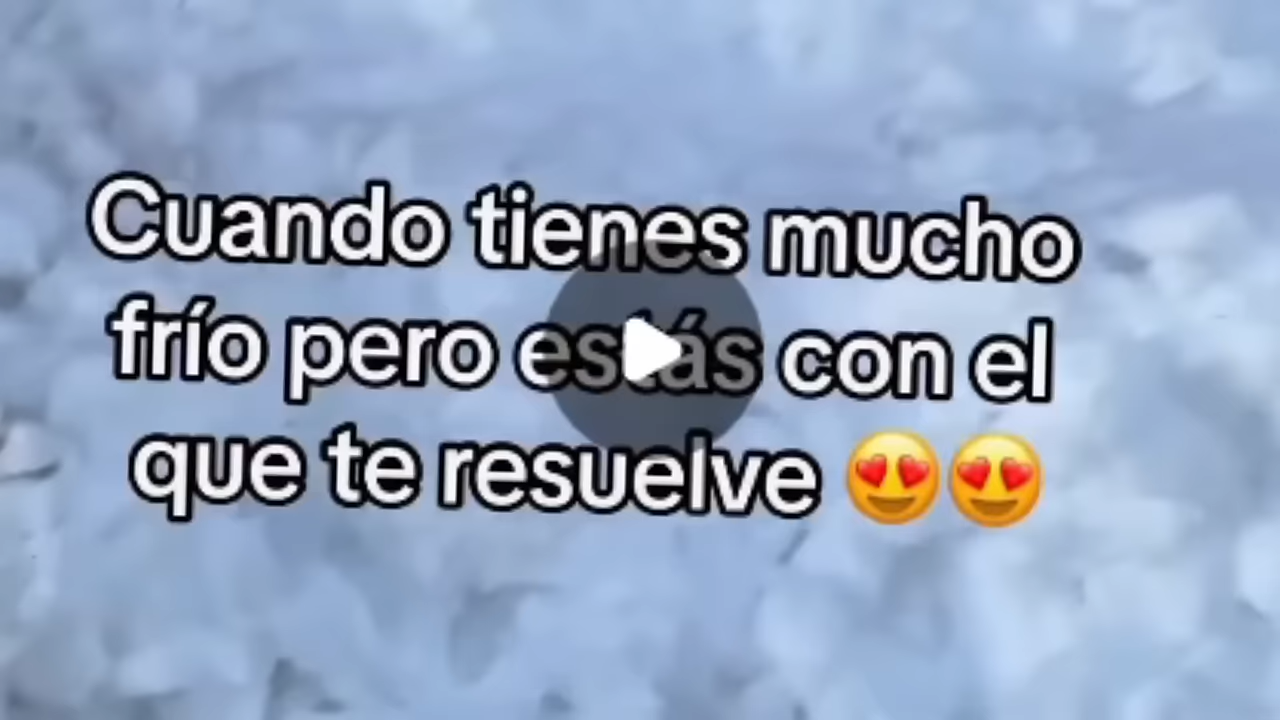 Cuando tienes mucho
frío pero estás con el
que te resuelve 😍😍